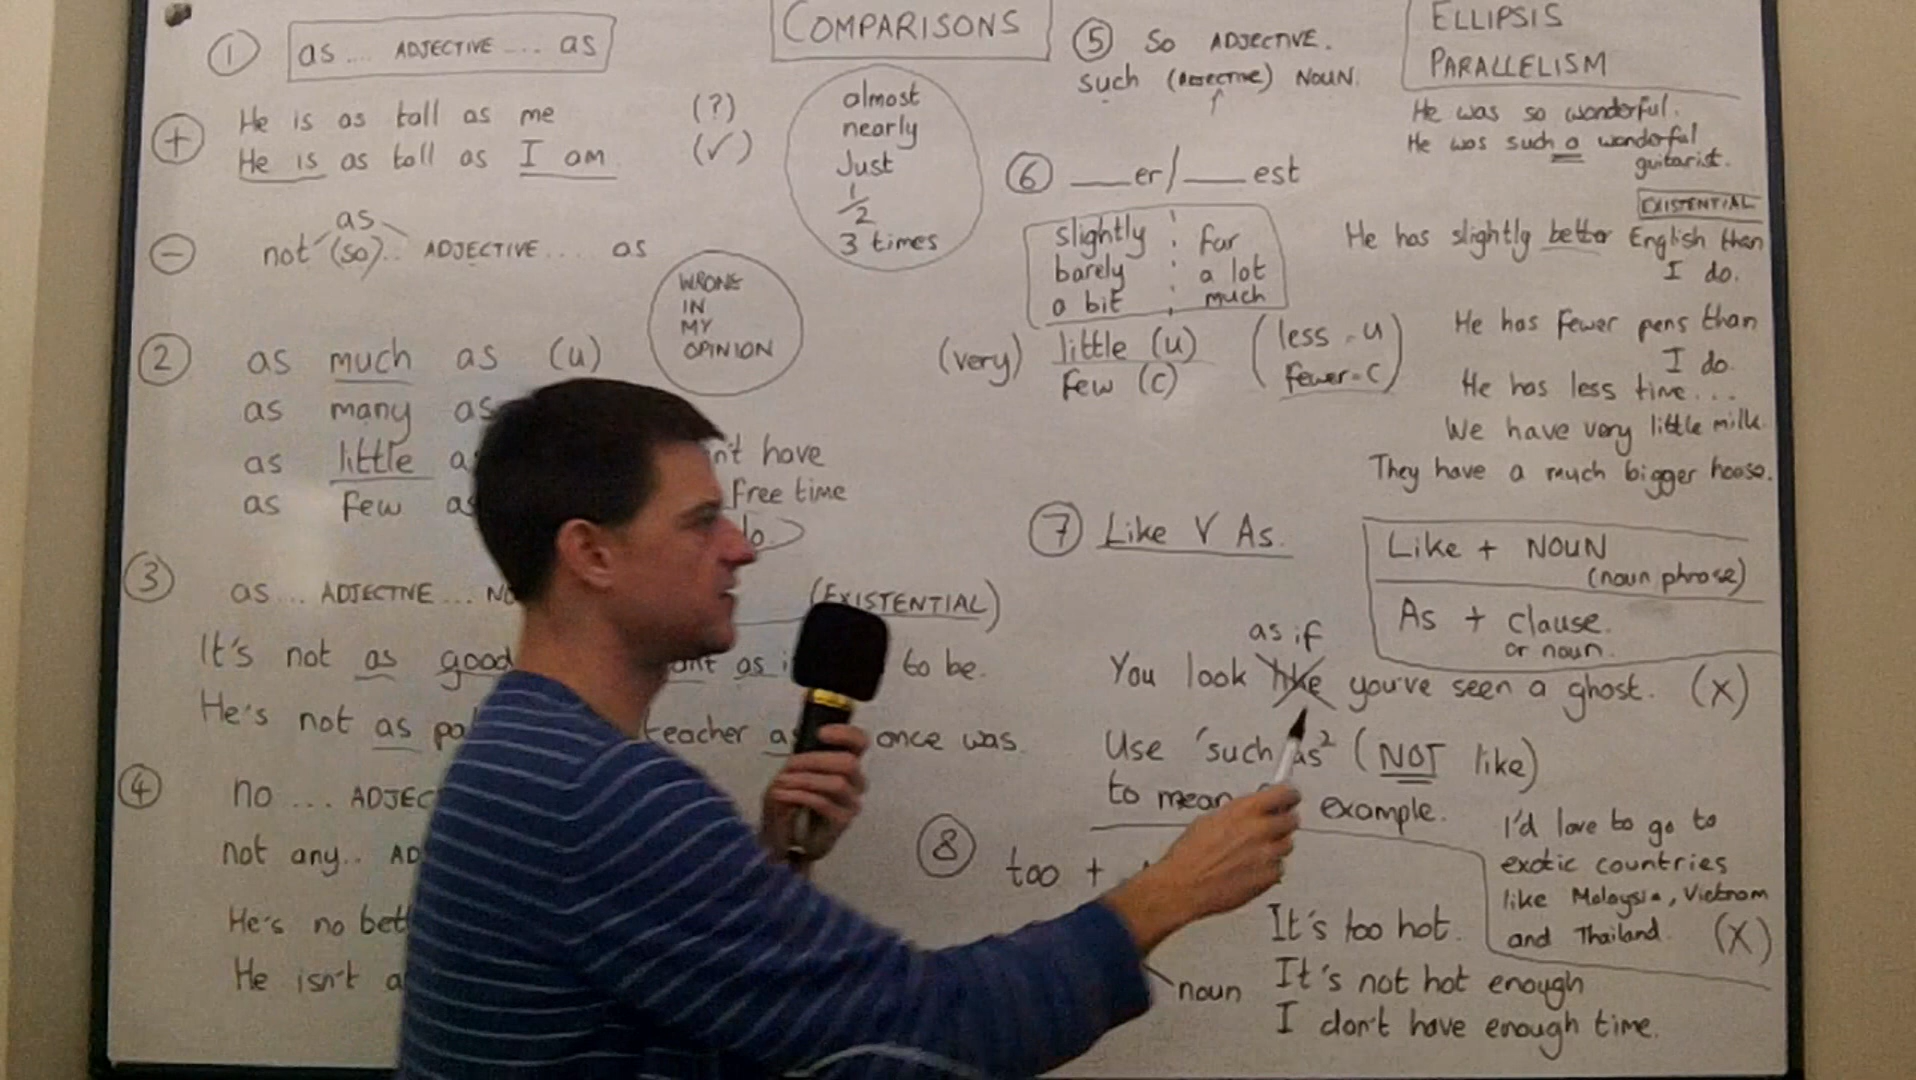 COMPARISONS
① as .... ADJECTIVE .... as
+ He is as tall as me (?)
He is as tall as I am (✓)
as
- not (so).. ADJECTIVE.... as
almost
nearly
Just
1/2
3 times
WRONG
IN
MY
OPINION
② as much as (u)
as many as
as little as
as few as
n't have
free time
do.
③ as ... ADJECTIVE ... NO (EXISTENTIAL)
It's not as good as to be.
He's not as teacher as once was.
④ no ... ADJEC
not any.. AD
He's no bett
He isn't a
⑤ So ADJECTIVE.
such (ADJECTIVE) NOUN.
ELLIPSIS
PARALLELISM
He was so wonderful.
He was such a wonderful
guitarist.
⑥ ___er/___est
slightly far
barely a lot
a bit much
EXISTENTIAL
He has slightly better English than
I do.
(very) little (u) (less - u
few (c) fewer - c)
He has fewer pens than
I do.
He has less time...
We have very little milk.
They have a much bigger house.
⑦ Like V As.
Like + NOUN
(noun phrase)
As + clause.
or noun.
as if
You look like you've seen a ghost. (X)
Use 'such as' (NOT like)
to mean example.
I'd love to go to
exotic countries
like Malaysia, Vietnam
and Thailand. (X)
⑧ too +
noun
It's too hot.
It's not hot enough
I don't have enough time.